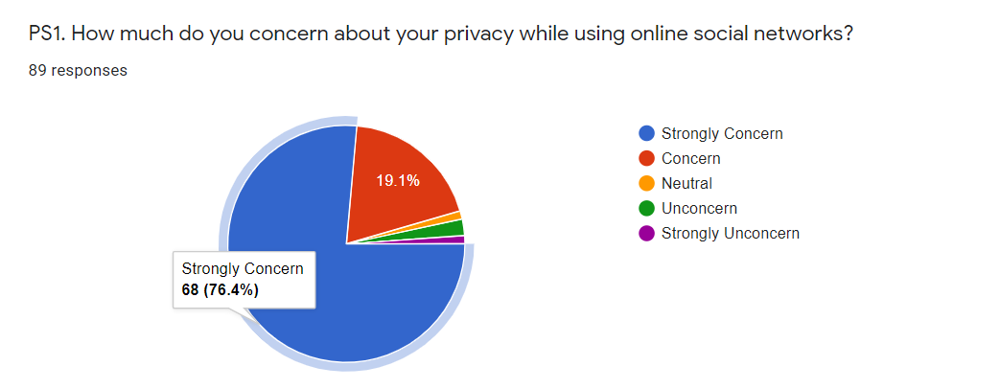 PS1. How much do you concern about your privacy while using online social networks?
89 responses
19.1%
Strongly Concern
68 (76.4%)
Strongly Concern
Concern
Neutral
Unconcern
Strongly Unconcern